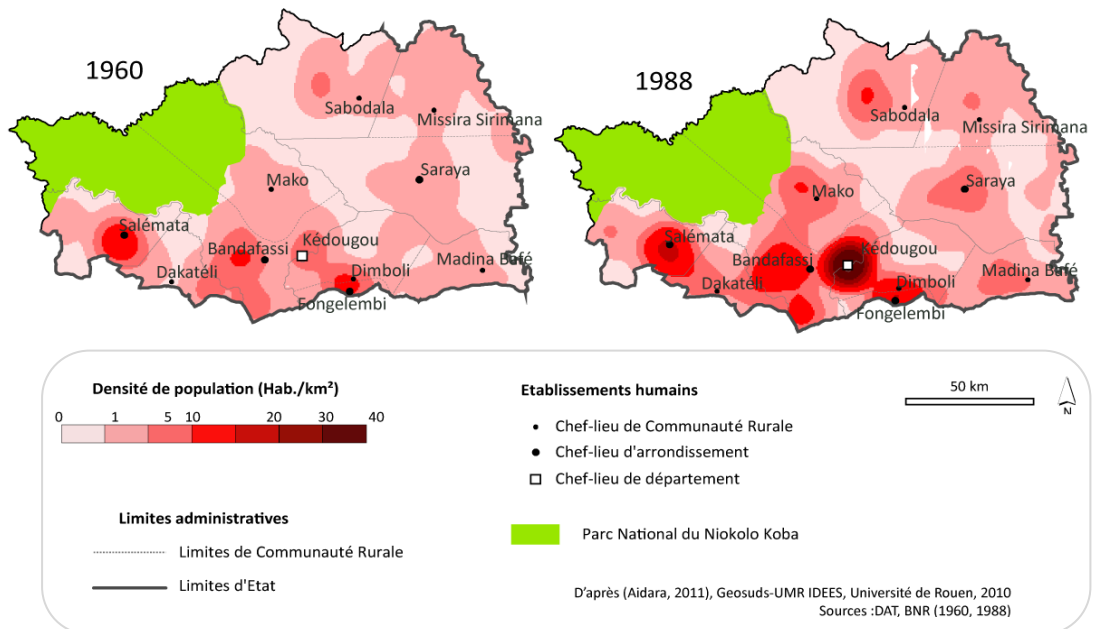 1960
Sabodala
Missira Sirimana
Mako
Saraya
Salémata
Bandafassi
Kédougou
Dakatéli
Dimboli
Madina Bafé
Fongelembi
1988
Sabodala
Missira Sirimana
Mako
Saraya
Salémata
Bandafassi
Kédougou
Dakatéli
Dimboli
Madina Bafé
Fongelembi
Densité de population (Hab./km²)
0 1 5 10 20 30 40
Limites administratives
Limites de Communauté Rurale
Limites d'Etat
Etablissements humains
Chef-lieu de Communauté Rurale
Chef-lieu d'arrondissement
Chef-lieu de département
Parc National du Niokolo Koba
50 km
N
D'après (Aidara, 2011), Geosuds-UMR IDEES, Université de Rouen, 2010
Sources :DAT, BNR (1960, 1988)